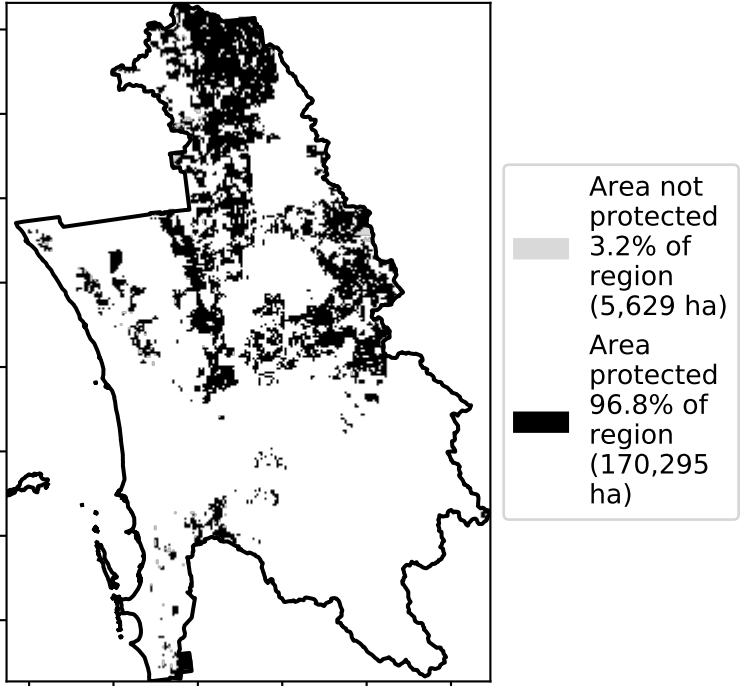 Area not
protected
3.2% of
region
(5,629 ha)
Area
protected
96.8% of
region
(170,295
ha)